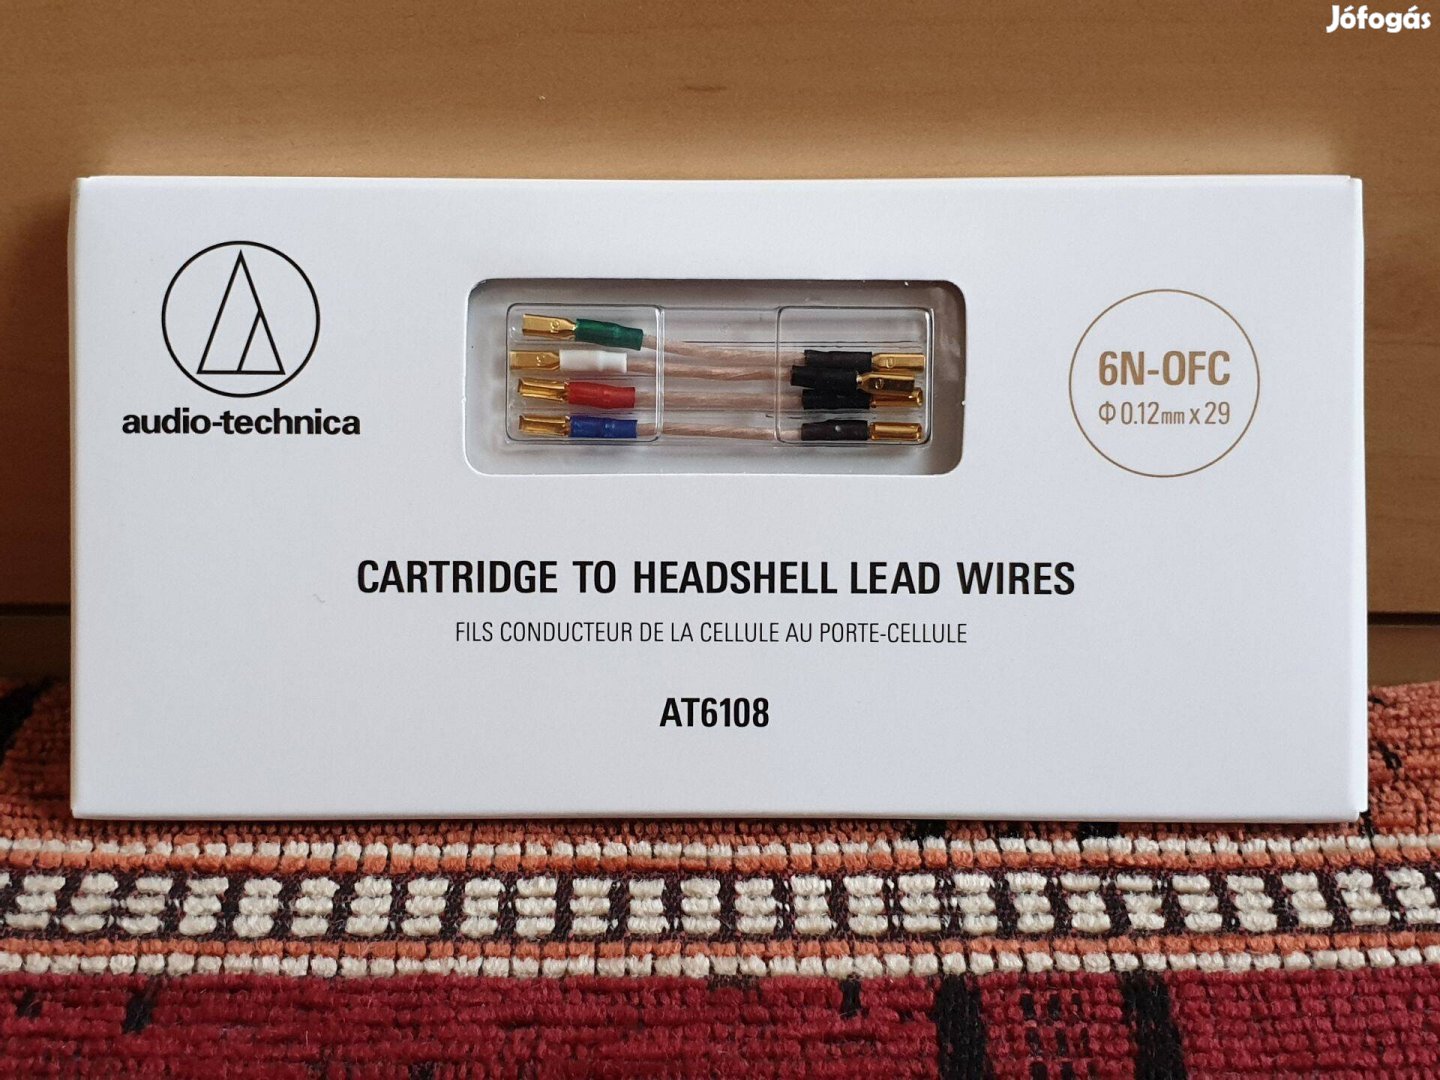 Jófogás
audio-technica
6N-OFC
Φ0.12mm x 29
CARTRIDGE TO HEADSHELL LEAD WIRES
FILS CONDUCTEUR DE LA CELLULE AU PORTE-CELLULE
AT6108